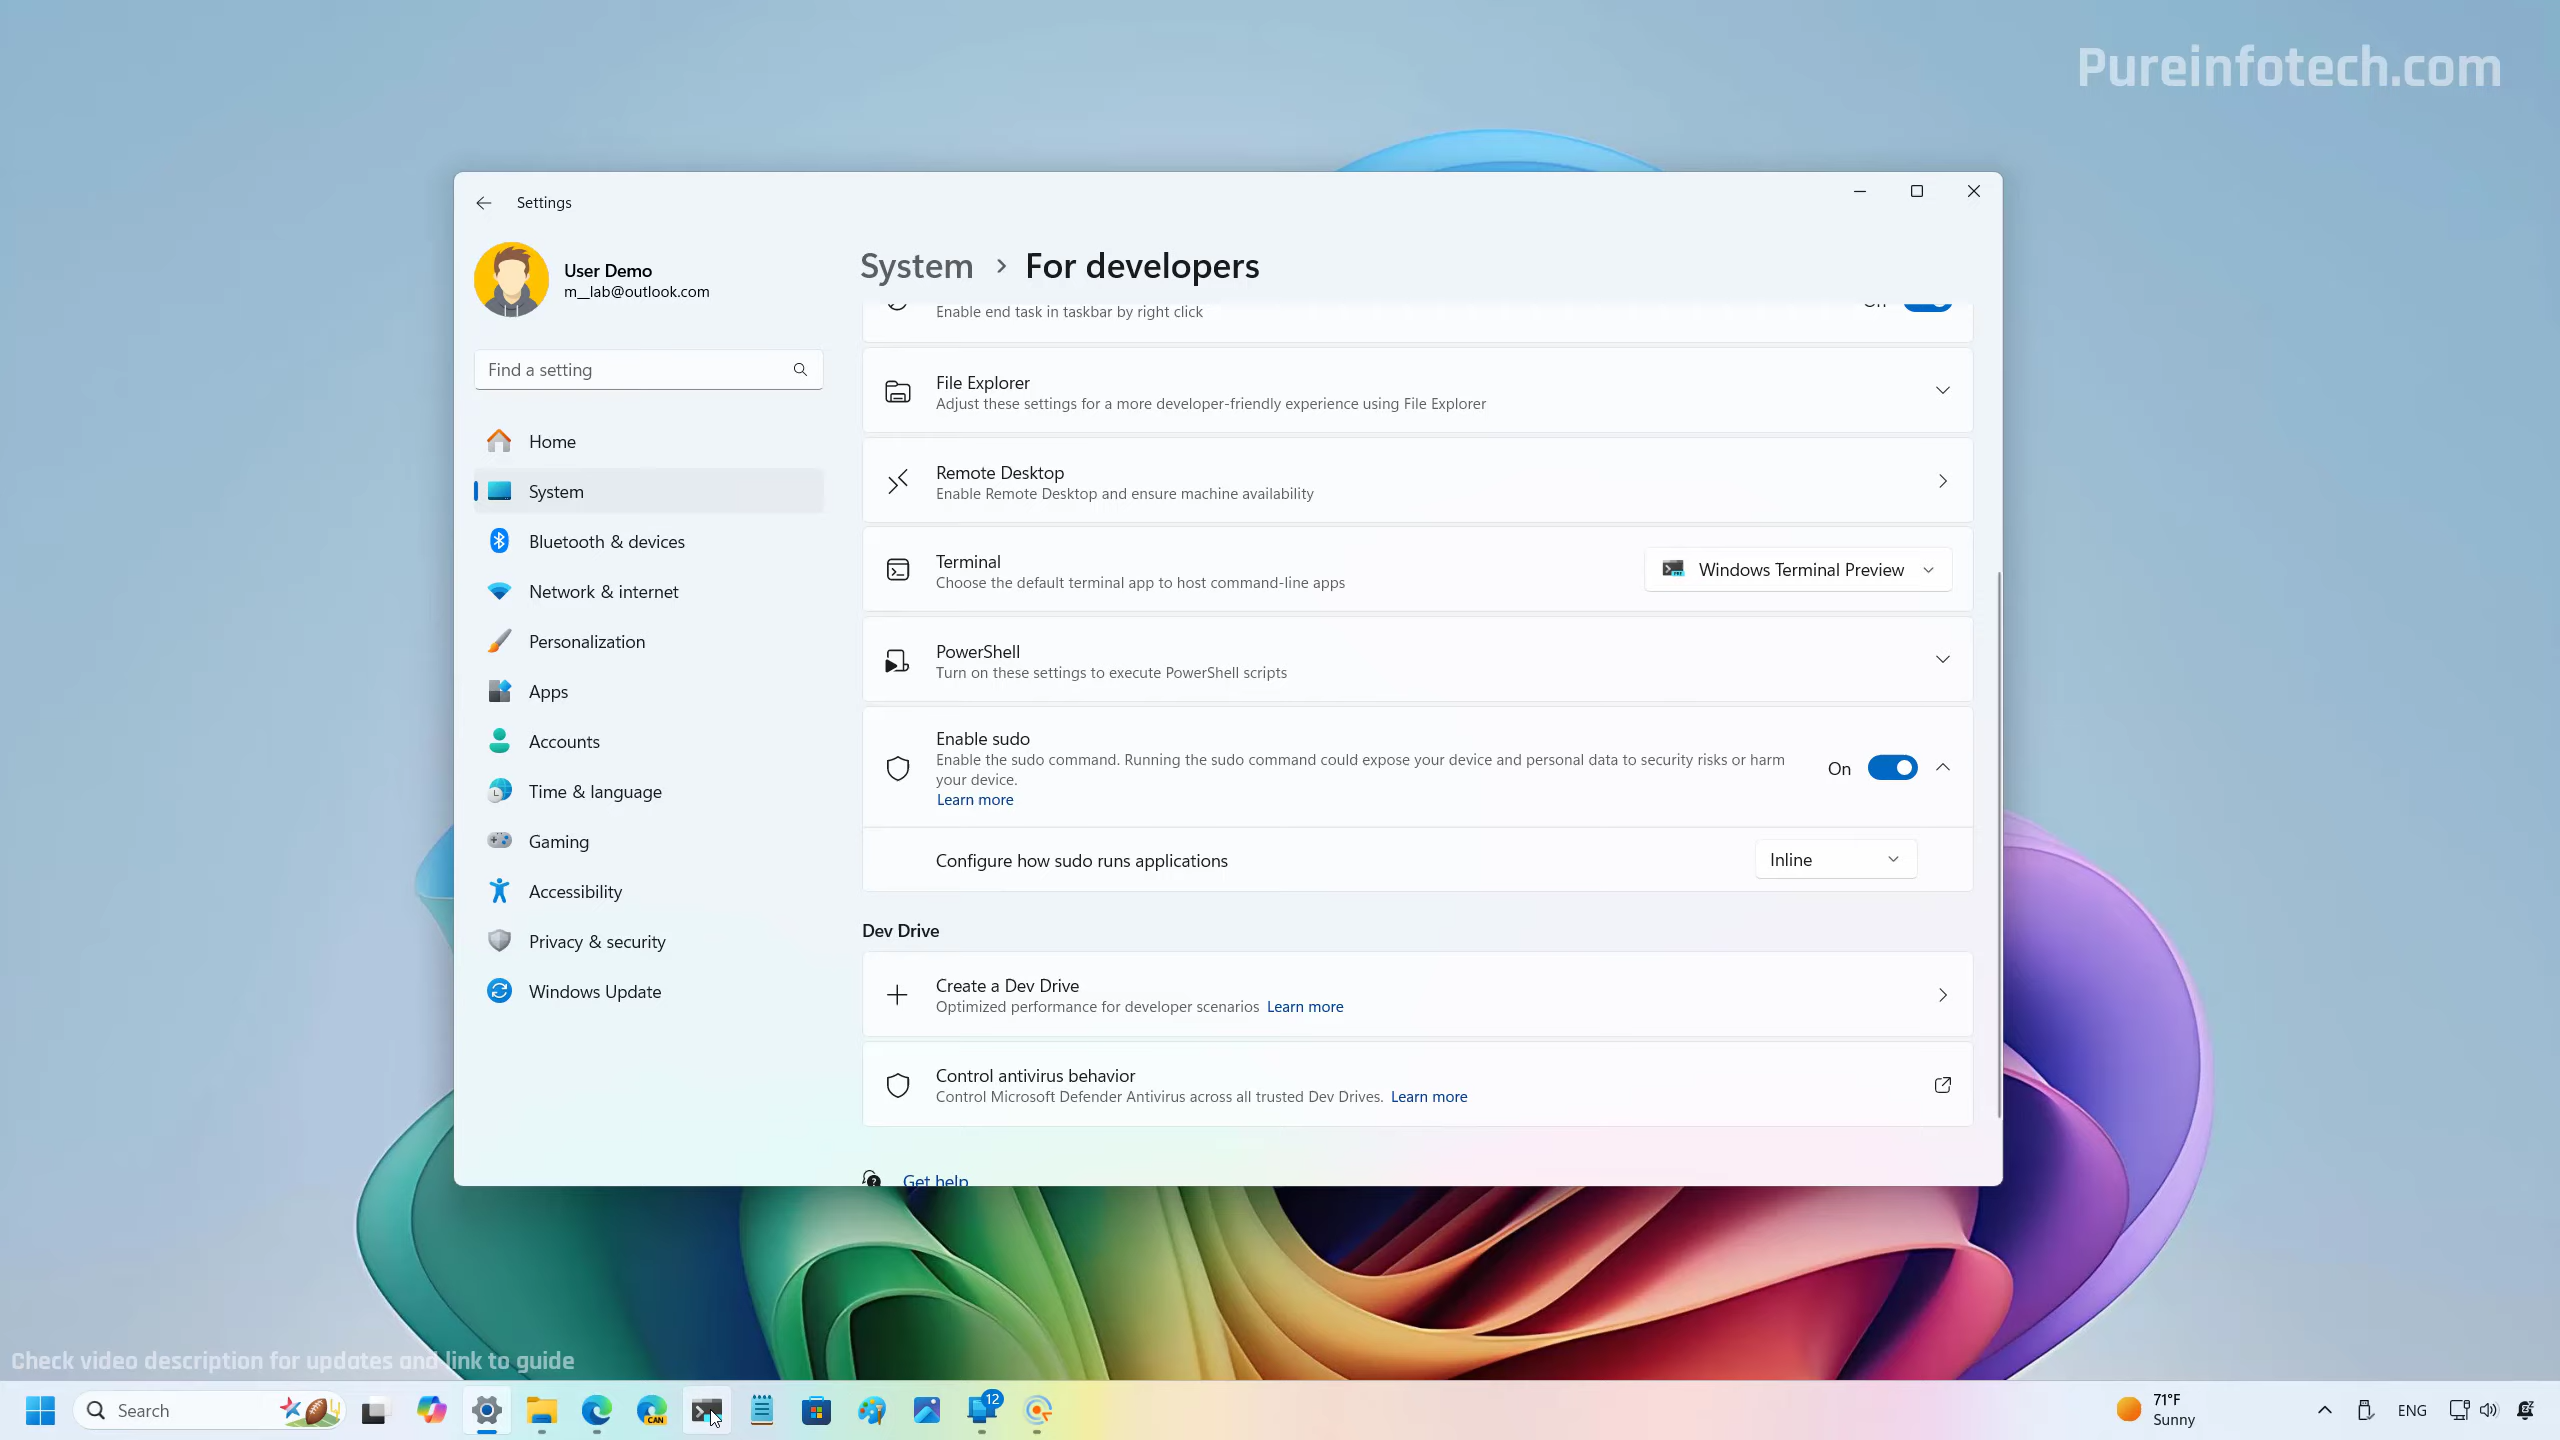 Pureinfotech.com
Settings
User Demo
m__lab@outlook.com
Find a setting
Home
System
Bluetooth & devices
Network & internet
Personalization
Apps
Accounts
Time & language
Gaming
Accessibility
Privacy & security
Windows Update
System > For developers
Enable end task in taskbar by right click
On
File Explorer
Adjust these settings for a more developer-friendly experience using File Explorer
Remote Desktop
Enable Remote Desktop and ensure machine availability
Terminal
Choose the default terminal app to host command-line apps
Windows Terminal Preview
PowerShell
Turn on these settings to execute PowerShell scripts
Enable sudo
Enable the sudo command. Running the sudo command could expose your device and personal data to security risks or harm
your device.
Learn more
On
Configure how sudo runs applications
Inline
Dev Drive
Create a Dev Drive
Optimized performance for developer scenarios Learn more
Control antivirus behavior
Control Microsoft Defender Antivirus across all trusted Dev Drives. Learn more
Get help
Check video description for updates and link to guide
Search
CAN
12
71°F
Sunny
ENG